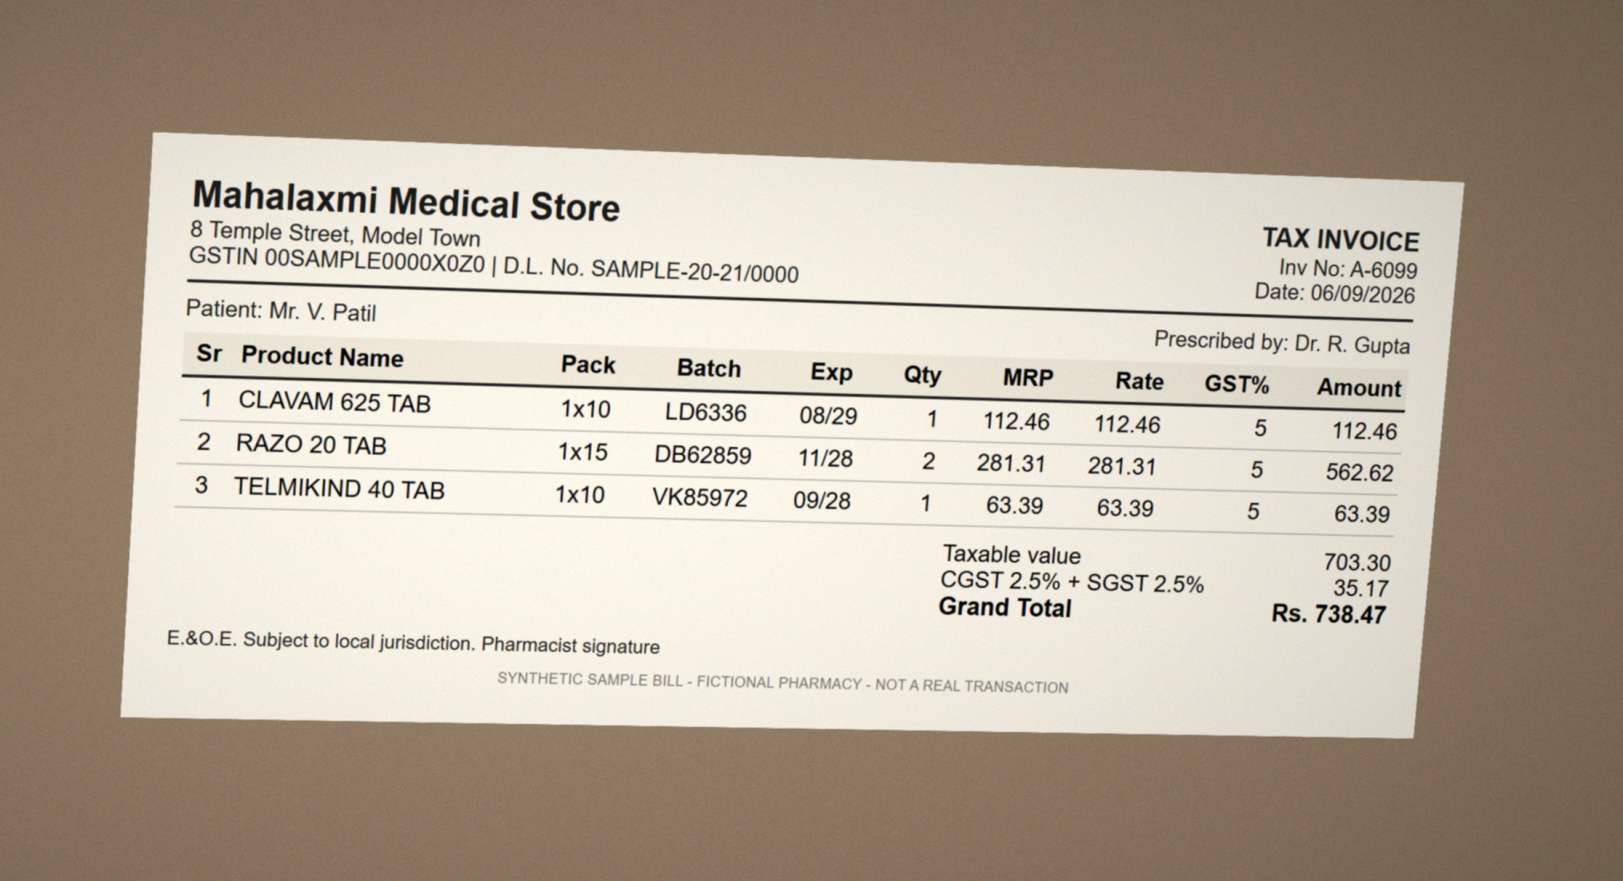 Mahalaxmi Medical Store
8 Temple Street, Model Town
GSTIN 00SAMPLE0000X0Z0 | D.L. No. SAMPLE-20-21/0000
TAX INVOICE
Inv No: A-6099
Date: 06/09/2026
Patient: Mr. V. Patil
Prescribed by: Dr. R. Gupta
Sr Product Name Pack Batch Exp Qty MRP Rate GST% Amount
1 CLAVAM 625 TAB 1x10 LD6336 08/29 1 112.46 112.46 5 112.46
2 RAZO 20 TAB 1x15 DB62859 11/28 2 281.31 281.31 5 562.62
3 TELMIKIND 40 TAB 1x10 VK85972 09/28 1 63.39 63.39 5 63.39
Taxable value 703.30
CGST 2.5% + SGST 2.5% 35.17
Grand Total Rs. 738.47
E.&O.E. Subject to local jurisdiction. Pharmacist signature
SYNTHETIC SAMPLE BILL - FICTIONAL PHARMACY - NOT A REAL TRANSACTION